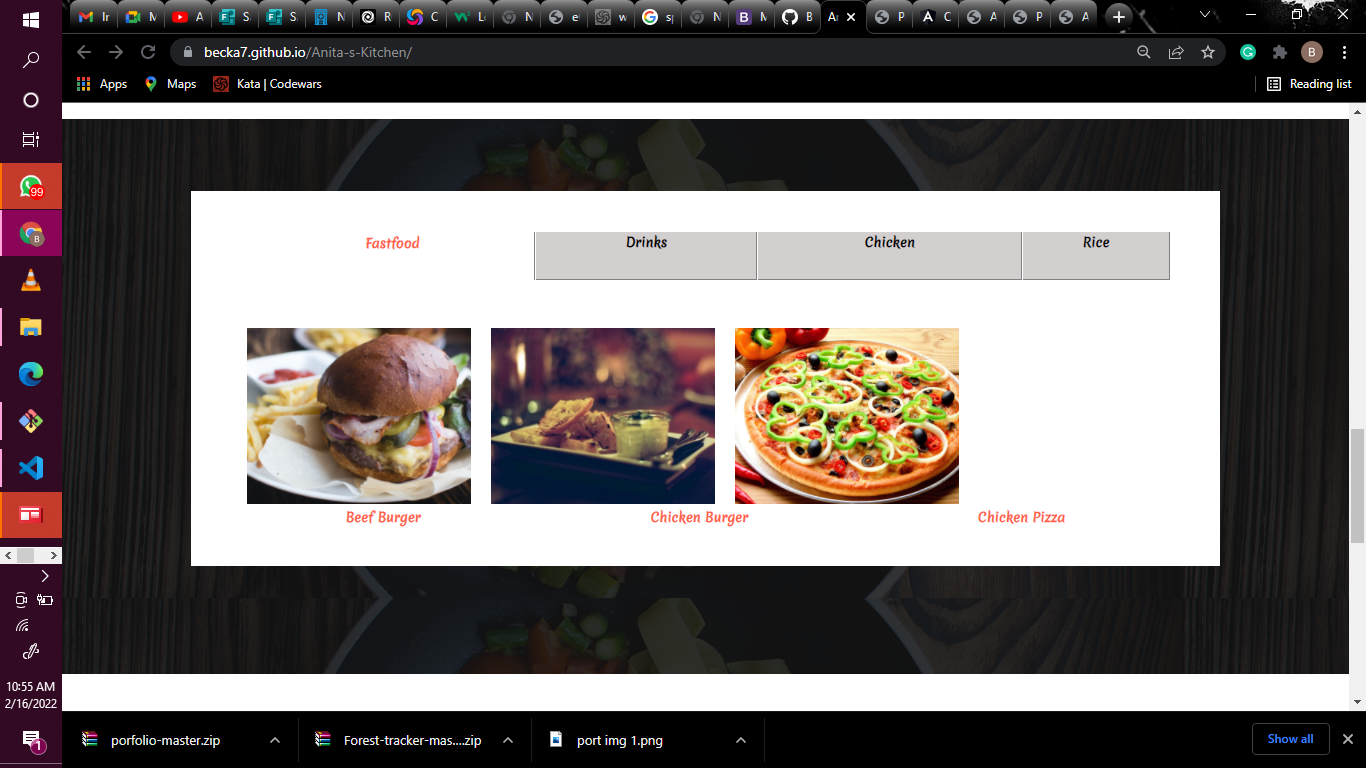 Ir
M
A
S
S
N
R
C
L
N
e
w
sp
N
M
B
A
P
C
A
P
A
becka7.github.io/Anita-s-Kitchen/
B
Apps
Maps
Kata | Codewars
Reading list
99
B
Fastfood
Drinks
Chicken
Rice
Beef Burger
Chicken Burger
Chicken Pizza
10:55 AM
2/16/2022
1
porfolio-master.zip
Forest-tracker-mas....zip
port img 1.png
Show all